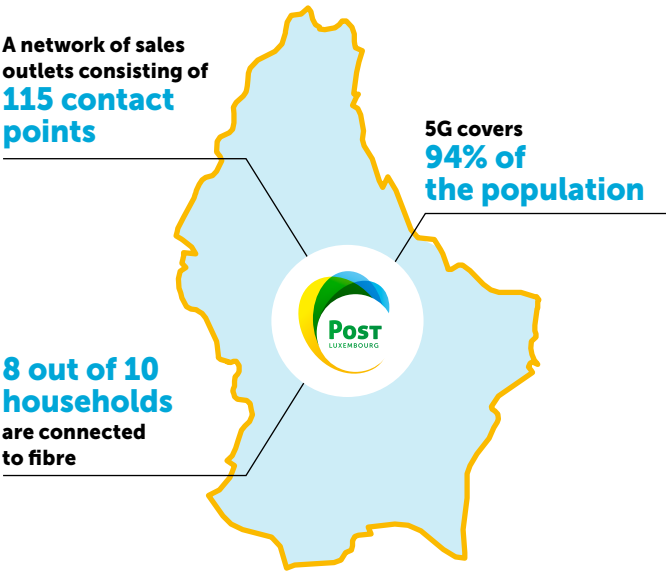 A network of sales
outlets consisting of
115 contact
points
5G covers
94% of
the population
POST
LUXEMBOURG
8 out of 10
households
are connected
to fibre